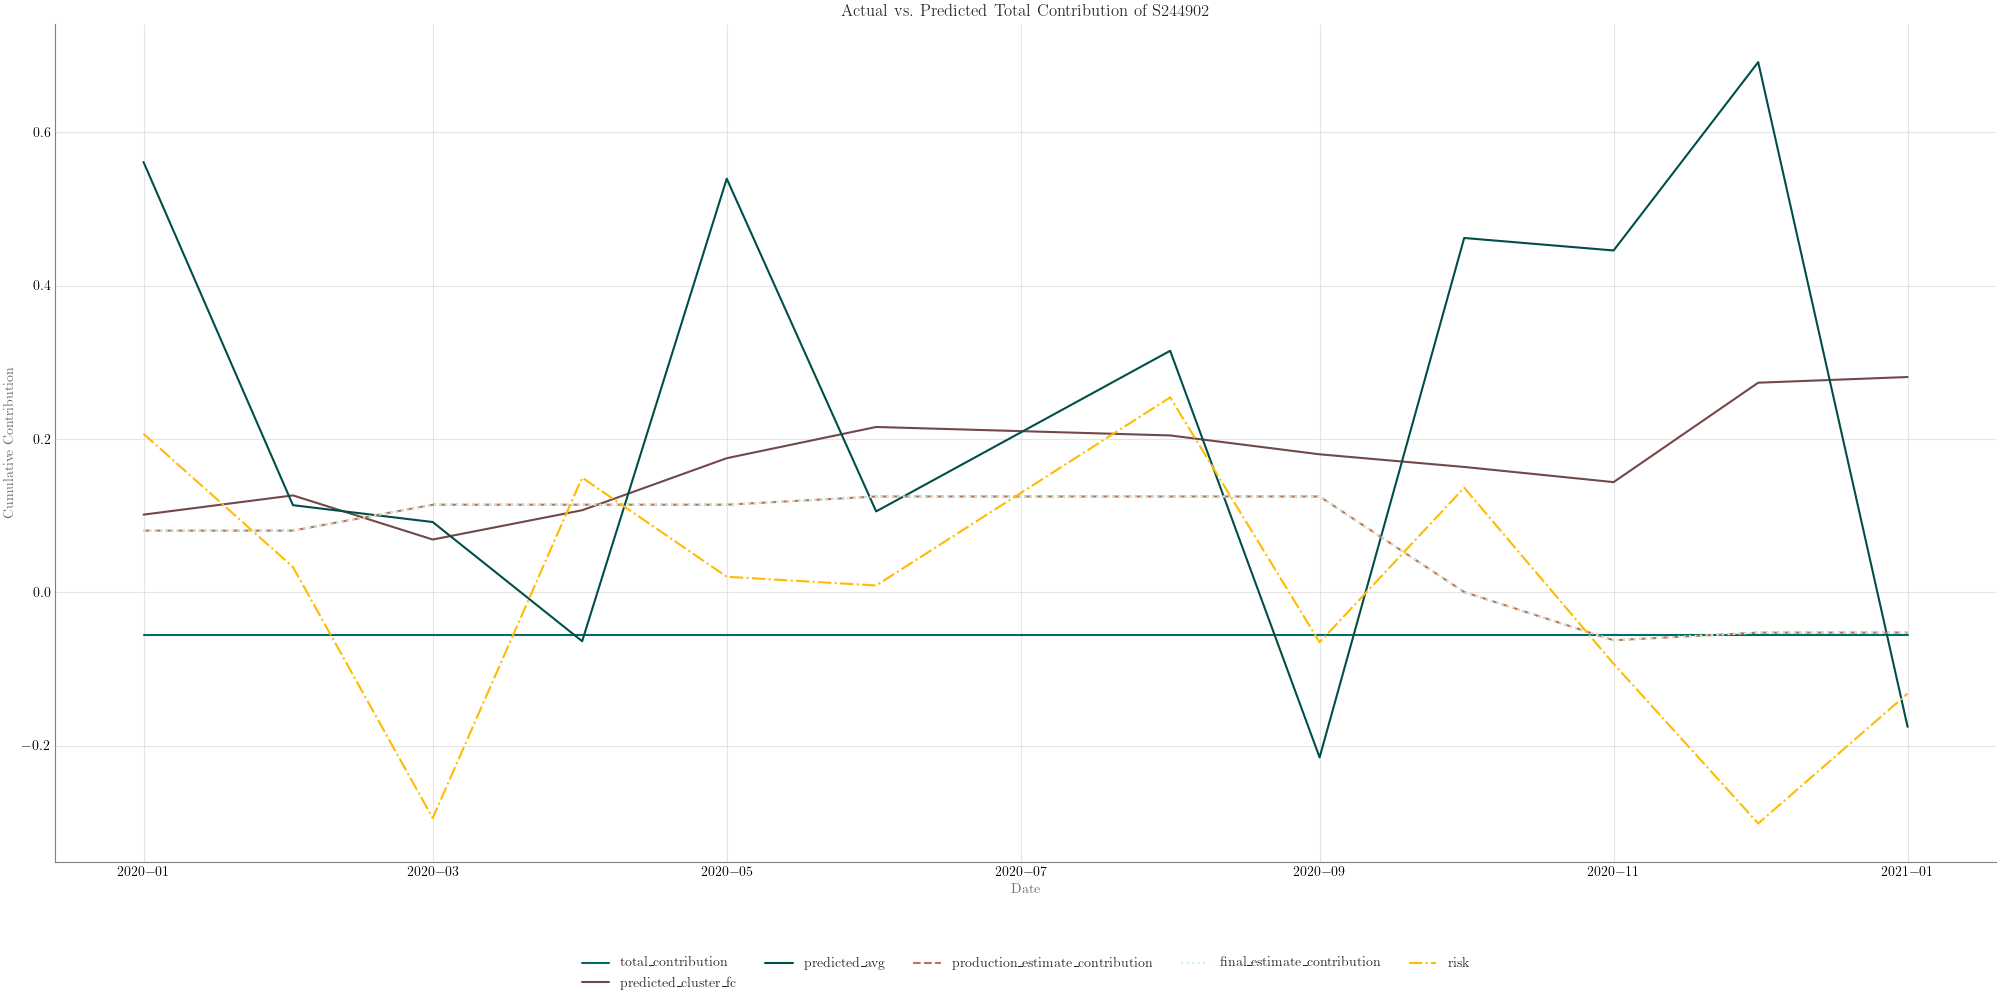 Actual vs. Predicted Total Contribution of S244902
Cumulative Contribution
0.6
0.4
0.2
0.0
−0.2
2020−01 2020−03 2020−05 2020−07 2020−09 2020−11 2021−01
Date
total_contribution predicted_avg production_estimate_contribution final_estimate_contribution risk
predicted_cluster_fc